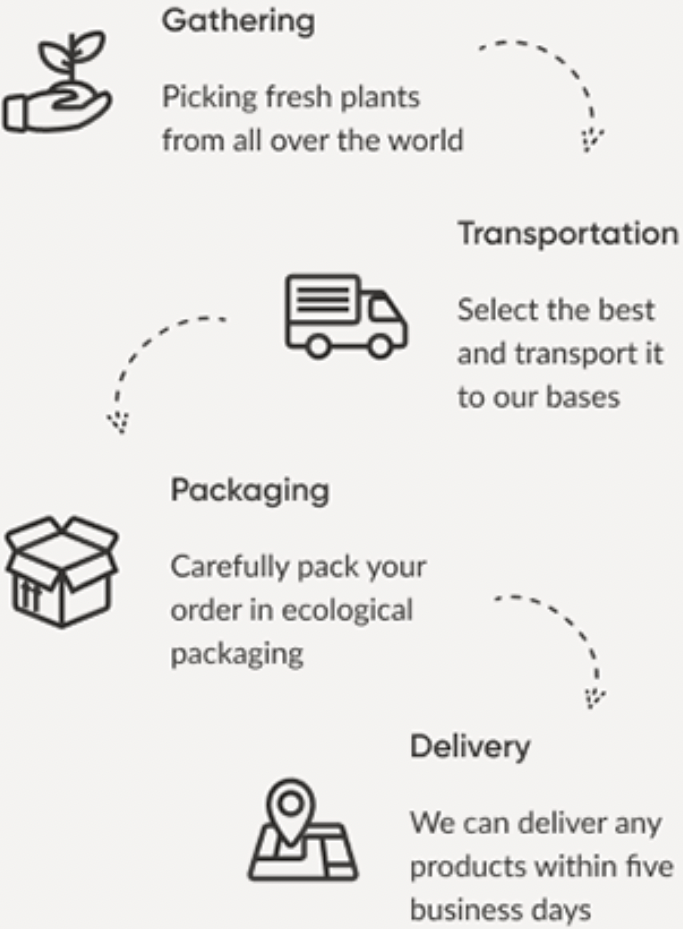 Gathering
Picking fresh plants
from all over the world
Transportation
Select the best
and transport it
to our bases
Packaging
Carefully pack your
order in ecological
packaging
Delivery
We can deliver any
products within five
business days